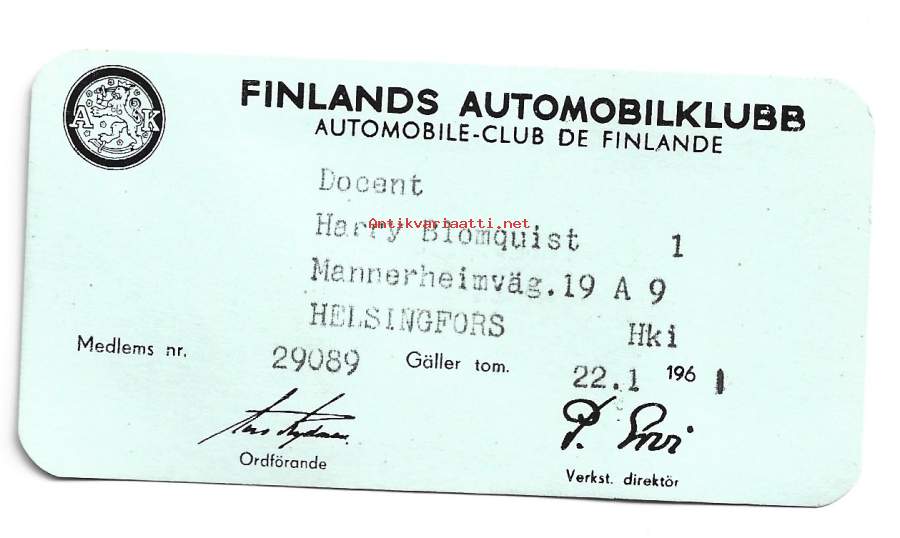 A K
FINLANDS AUTOMOBILKLUBB
AUTOMOBILE-CLUB DE FINLANDE
Docent
Antikvariaatti.net
Harry Blomquist 1
Mannerheimväg.19 A 9
HELSINGFORS Hki
Medlems nr. 29089 Gäller tom. 22.1 1961
Ordförande
Verkst. direktör